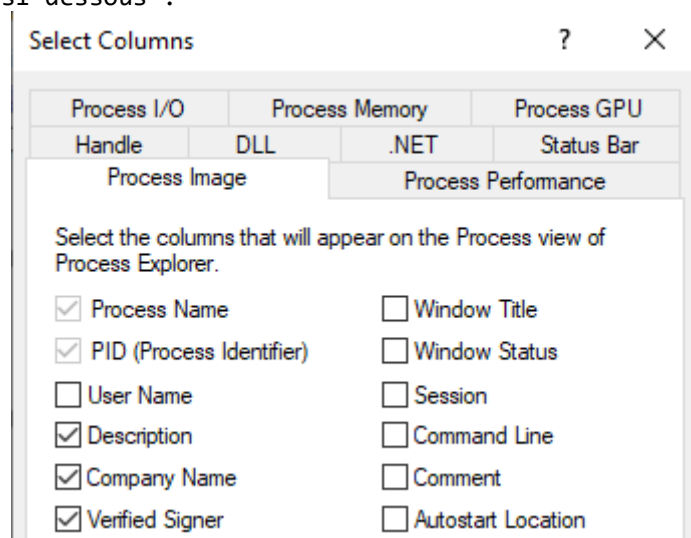 si dessous :
Select Columns ? ×
Process I/O Process Memory Process GPU
Handle DLL .NET Status Bar
Process Image Process Performance
Select the columns that will appear on the Process view of
Process Explorer.
Process Name Window Title
PID (Process Identifier) Window Status
User Name Session
Description Command Line
Company Name Comment
Verified Signer Autostart Location